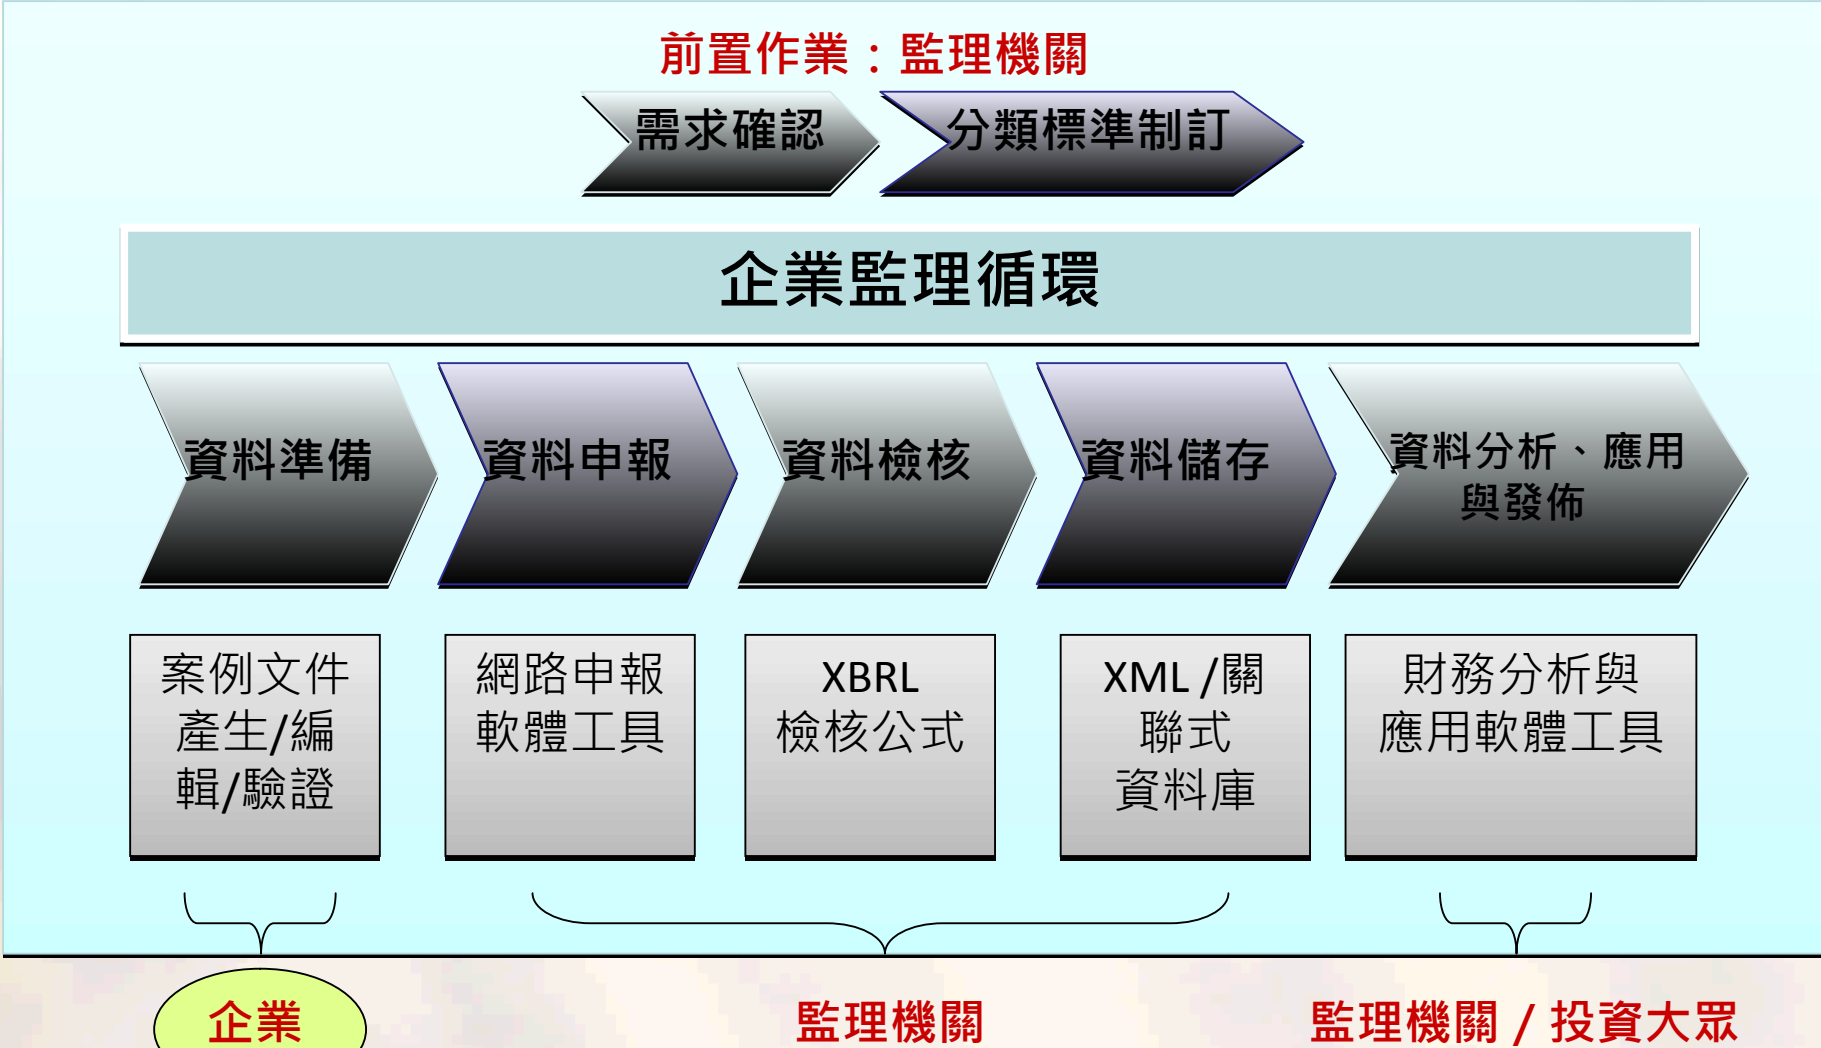 前置作業：監理機關
需求確認
分類標準制訂
企業監理循環
資料準備
資料申報
資料檢核
資料儲存
資料分析、應用
與發佈
案例文件
產生/編
輯/驗證
網路申報
軟體工具
XBRL
檢核公式
XML /關
聯式
資料庫
財務分析與
應用軟體工具
企業
監理機關
監理機關 / 投資大眾